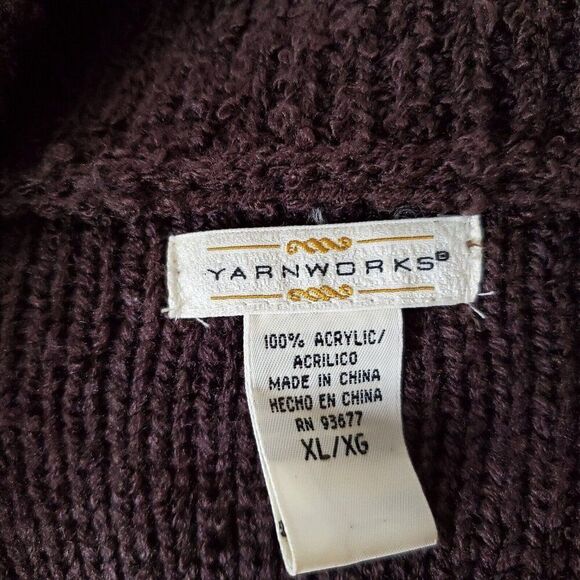 YARNWORKS®
100% ACRYLIC/
ACRILICO
MADE IN CHINA
HECHO EN CHINA
RN 93677
XL/XG